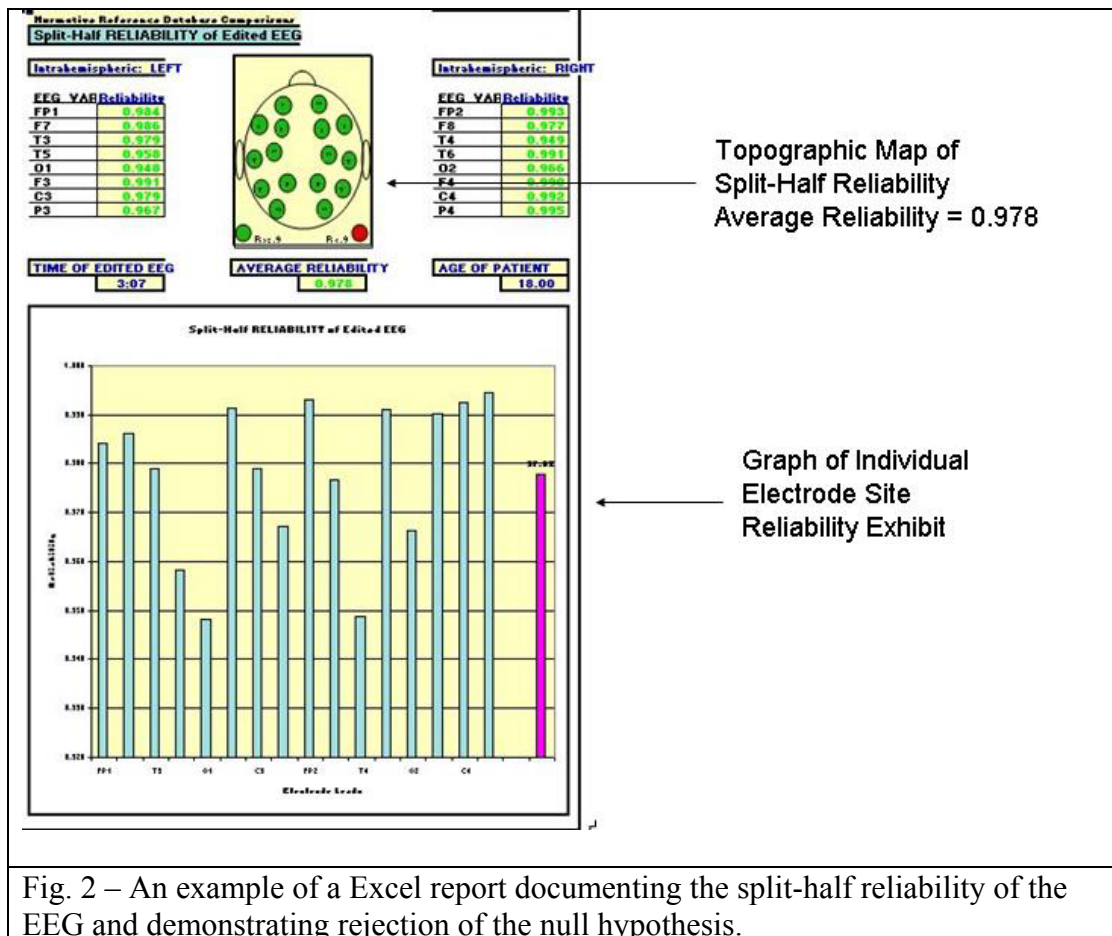 Normative Reference Database Comparisons
Split-Half RELIABILITY of Edited EEG
Intrahemispheric: LEFT
Intrahemispheric: RIGHT
EEG VAR Reliability
FP1 0.984
F7 0.986
T3 0.979
T5 0.958
O1 0.948
F3 0.991
C3 0.979
P3 0.967
EEG VAR Reliability
FP2 0.993
F8 0.977
T4 0.949
T6 0.991
O2 0.966
F4 0.990
C4 0.992
P4 0.995
TIME OF EDITED EEG
3:07
AVERAGE RELIABILITY
0.978
AGE OF PATIENT
18.00
Topographic Map of
Split-Half Reliability
Average Reliability = 0.978
Split-Half RELIABILITY of Edited EEG
Reliability
FP1 T3 O1 C3 FP2 T4 O2 C4
Electrode Leads
Graph of Individual
Electrode Site
Reliability Exhibit
Fig. 2 – An example of a Excel report documenting the split-half reliability of the
EEG and demonstrating rejection of the null hypothesis.